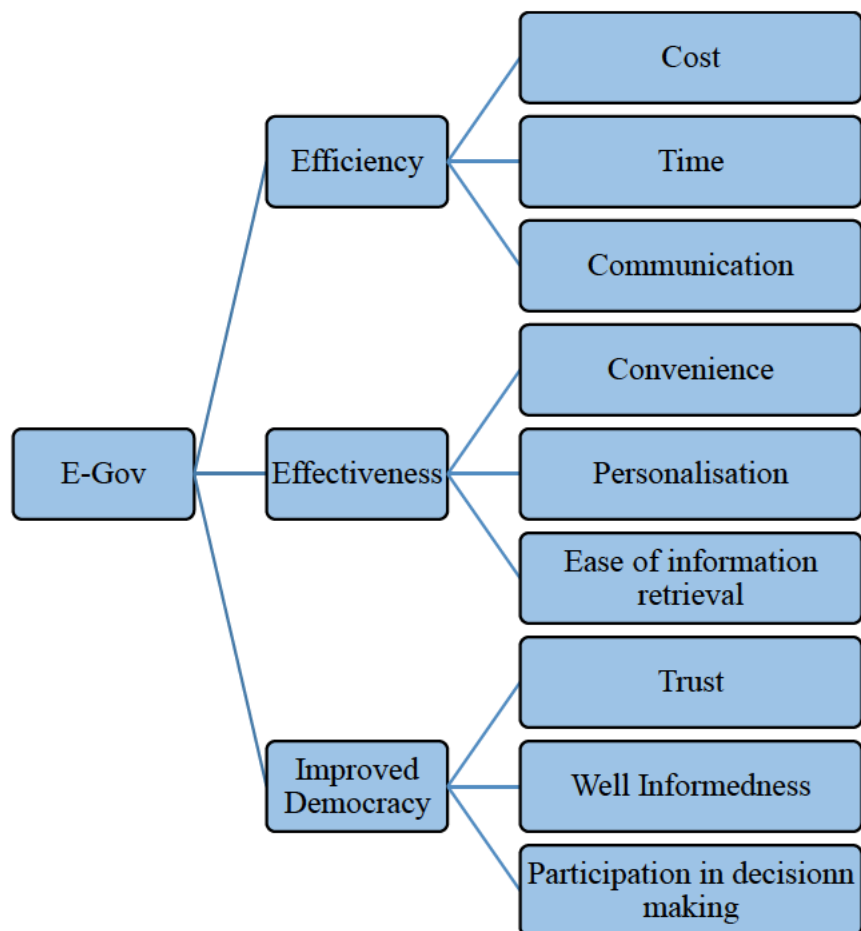 Cost
Efficiency
Time
Communication
Convenience
E-Gov
Effectiveness
Personalisation
Ease of information
retrieval
Trust
Improved
Democracy
Well Informedness
Participation in decisionn
making